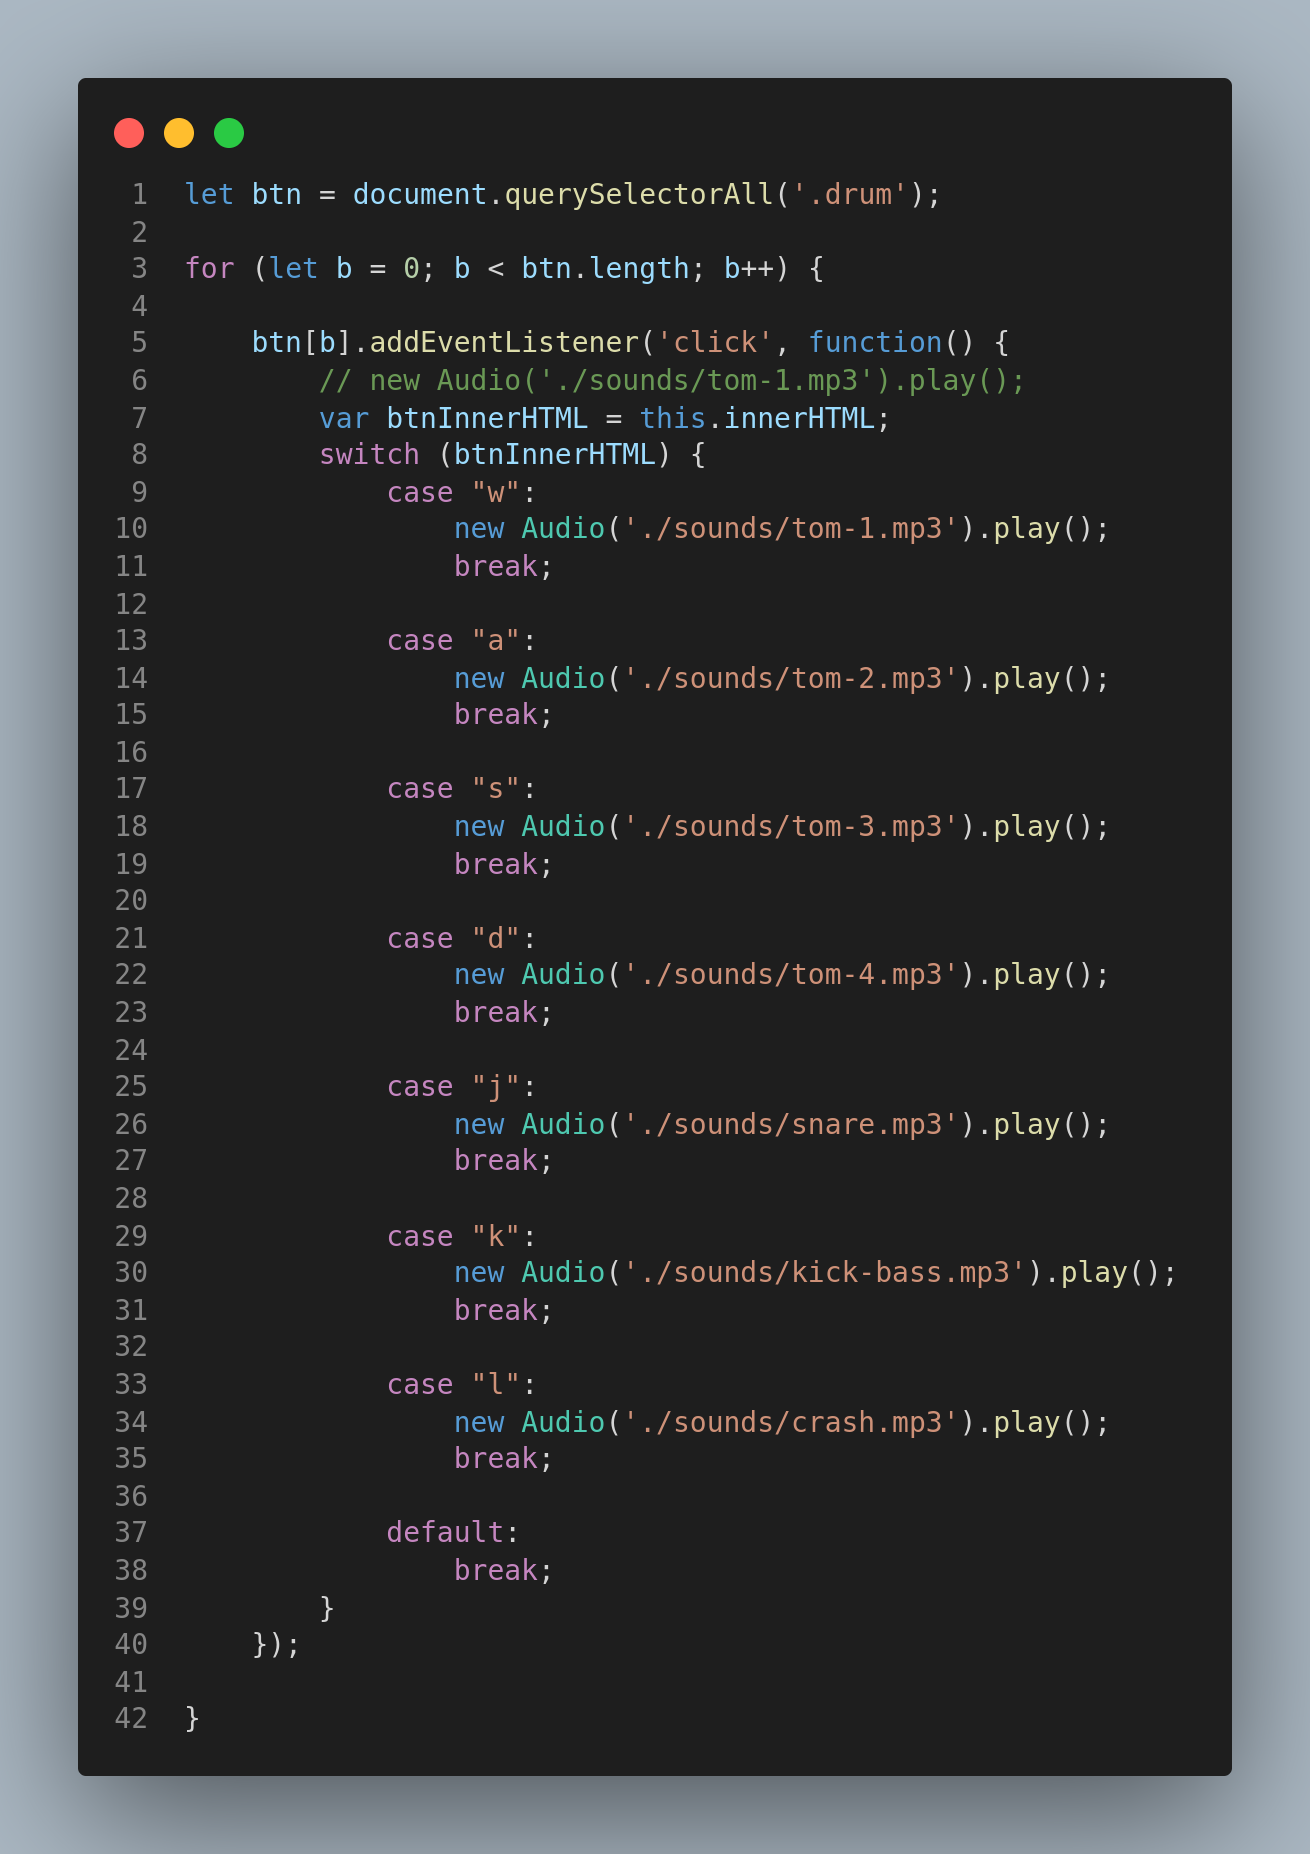 1 let btn = document.querySelectorAll('.drum');
2
3 for (let b = 0; b < btn.length; b++) {
4
5     btn[b].addEventListener('click', function() {
6         // new Audio('./sounds/tom-1.mp3').play();
7         var btnInnerHTML = this.innerHTML;
8         switch (btnInnerHTML) {
9             case "w":
10                 new Audio('./sounds/tom-1.mp3').play();
11                 break;
12
13             case "a":
14                 new Audio('./sounds/tom-2.mp3').play();
15                 break;
16
17             case "s":
18                 new Audio('./sounds/tom-3.mp3').play();
19                 break;
20
21             case "d":
22                 new Audio('./sounds/tom-4.mp3').play();
23                 break;
24
25             case "j":
26                 new Audio('./sounds/snare.mp3').play();
27                 break;
28
29             case "k":
30                 new Audio('./sounds/kick-bass.mp3').play();
31                 break;
32
33             case "l":
34                 new Audio('./sounds/crash.mp3').play();
35                 break;
36
37             default:
38                 break;
39         }
40     });
41
42 }